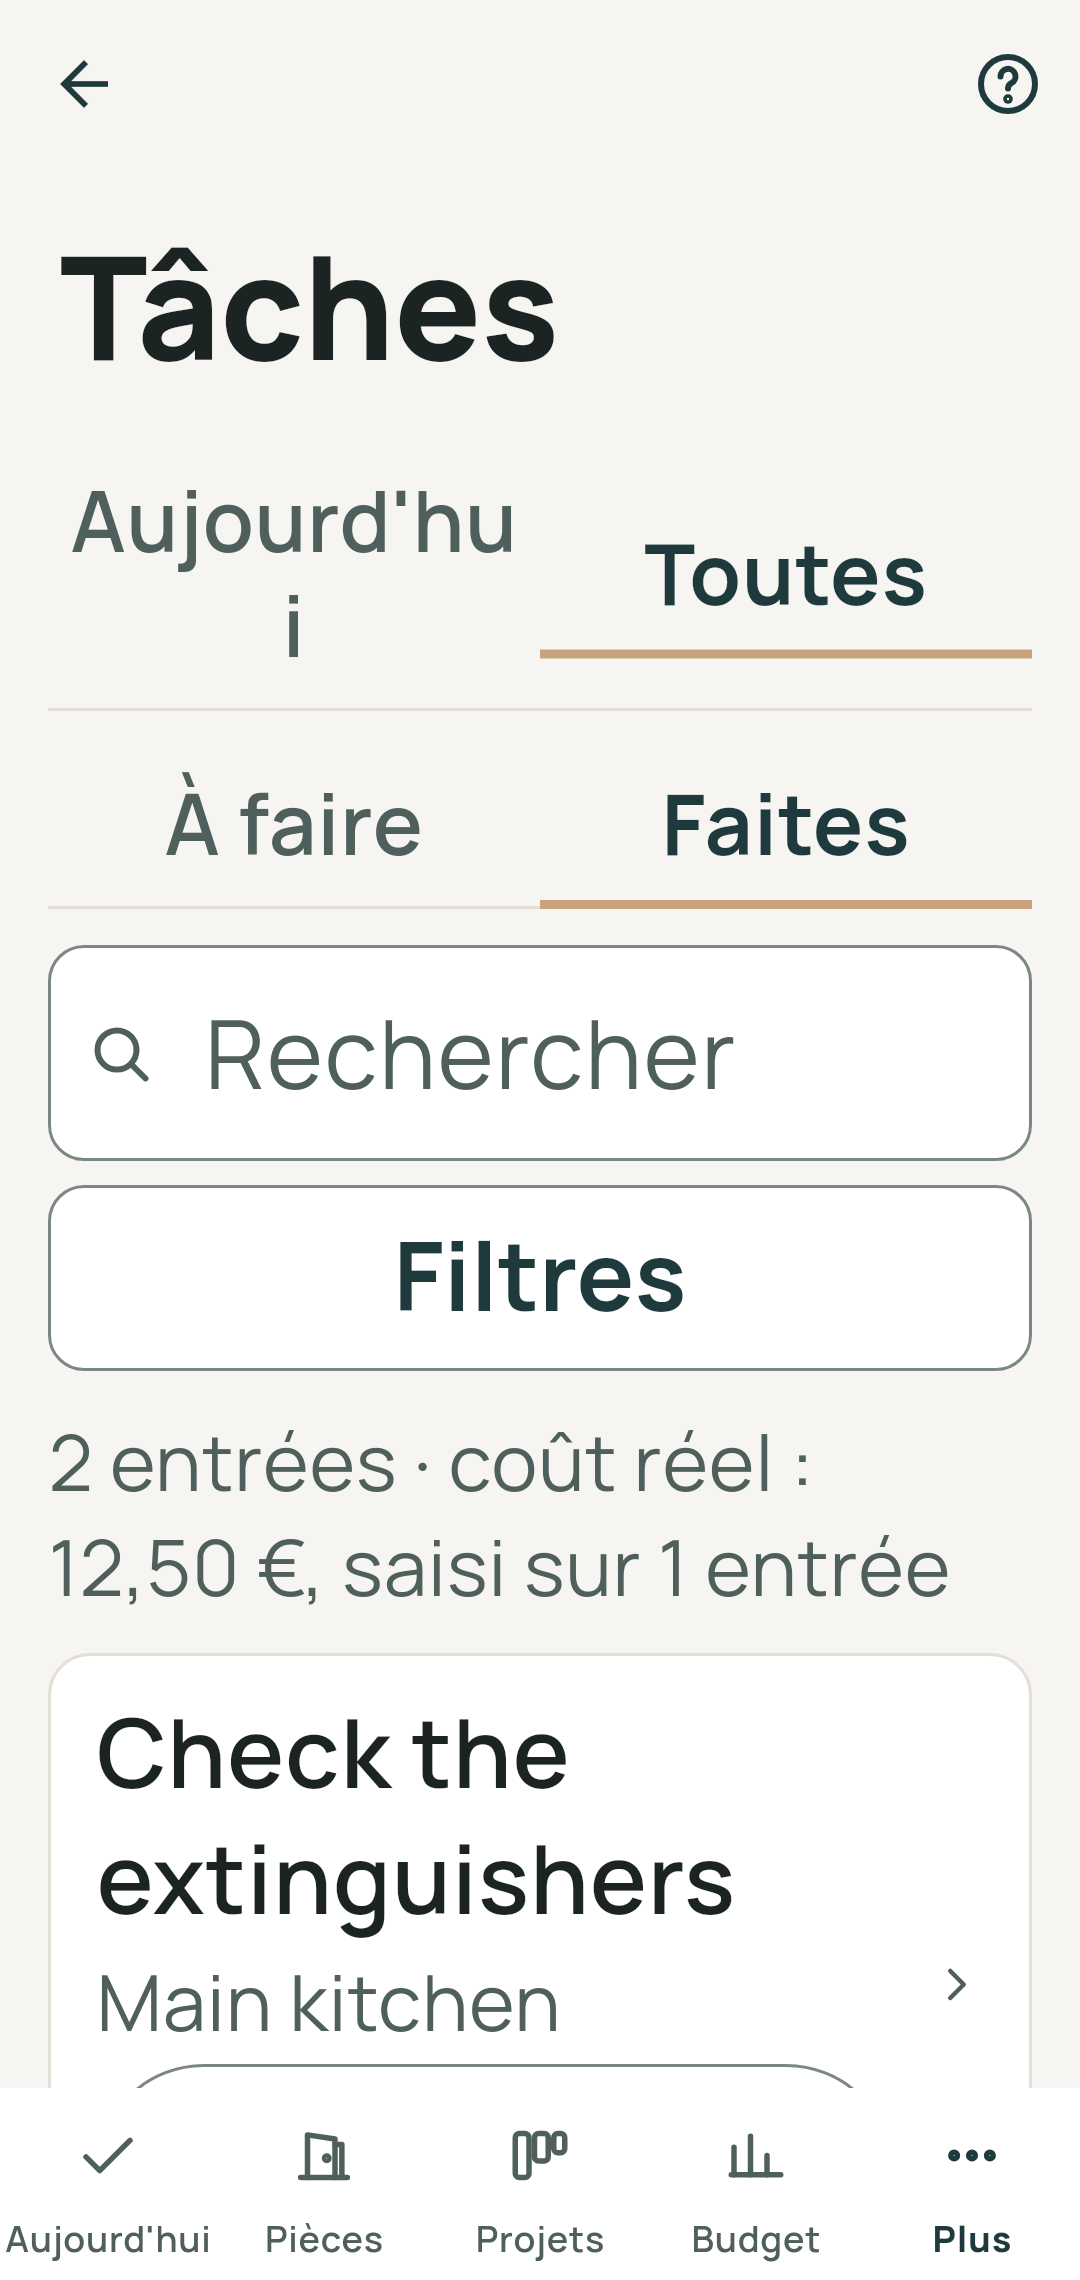 Tâches
Aujourd'hu
i
Toutes
À faire
Faites
Rechercher
Filtres
2 entrées · coût réel :
12,50 €, saisi sur 1 entrée
Check the
extinguishers
Main kitchen
Aujourd'hui
Pièces
Projets
Budget
Plus